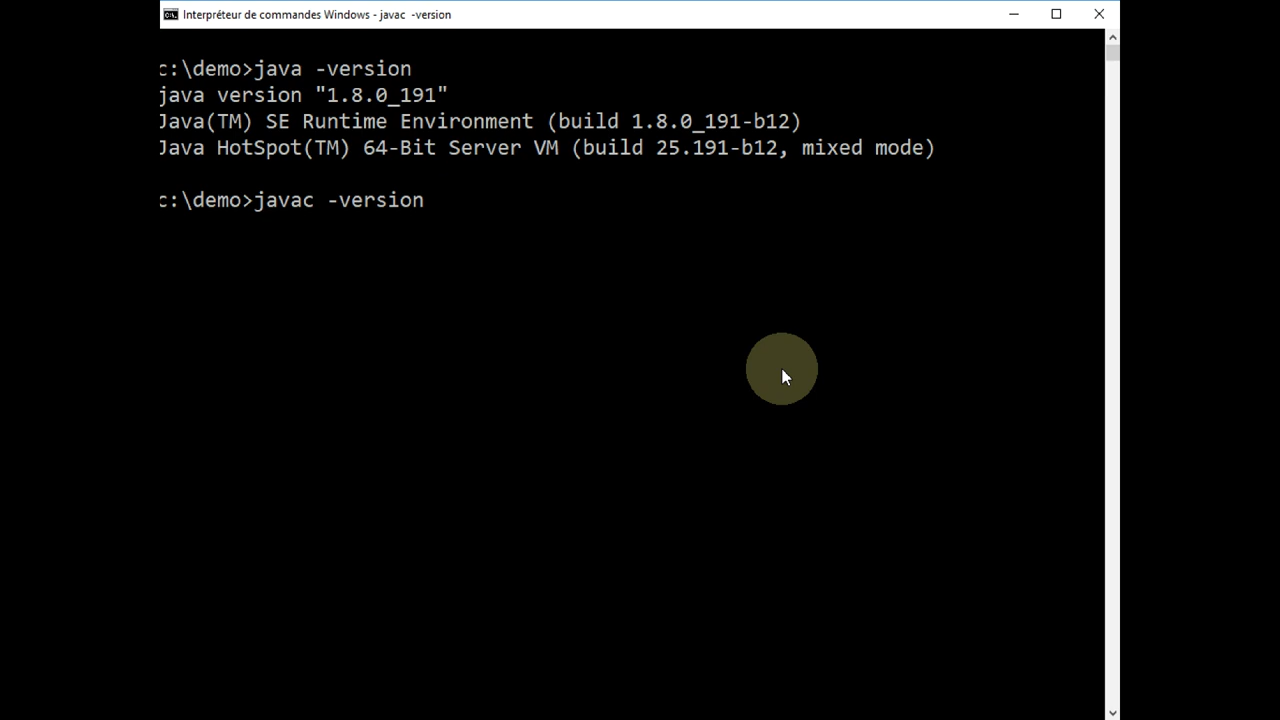 Interpréteur de commandes Windows - javac -version
c:\demo>java -version
java version "1.8.0_191"
Java(TM) SE Runtime Environment (build 1.8.0_191-b12)
Java HotSpot(TM) 64-Bit Server VM (build 25.191-b12, mixed mode)
c:\demo>javac -version